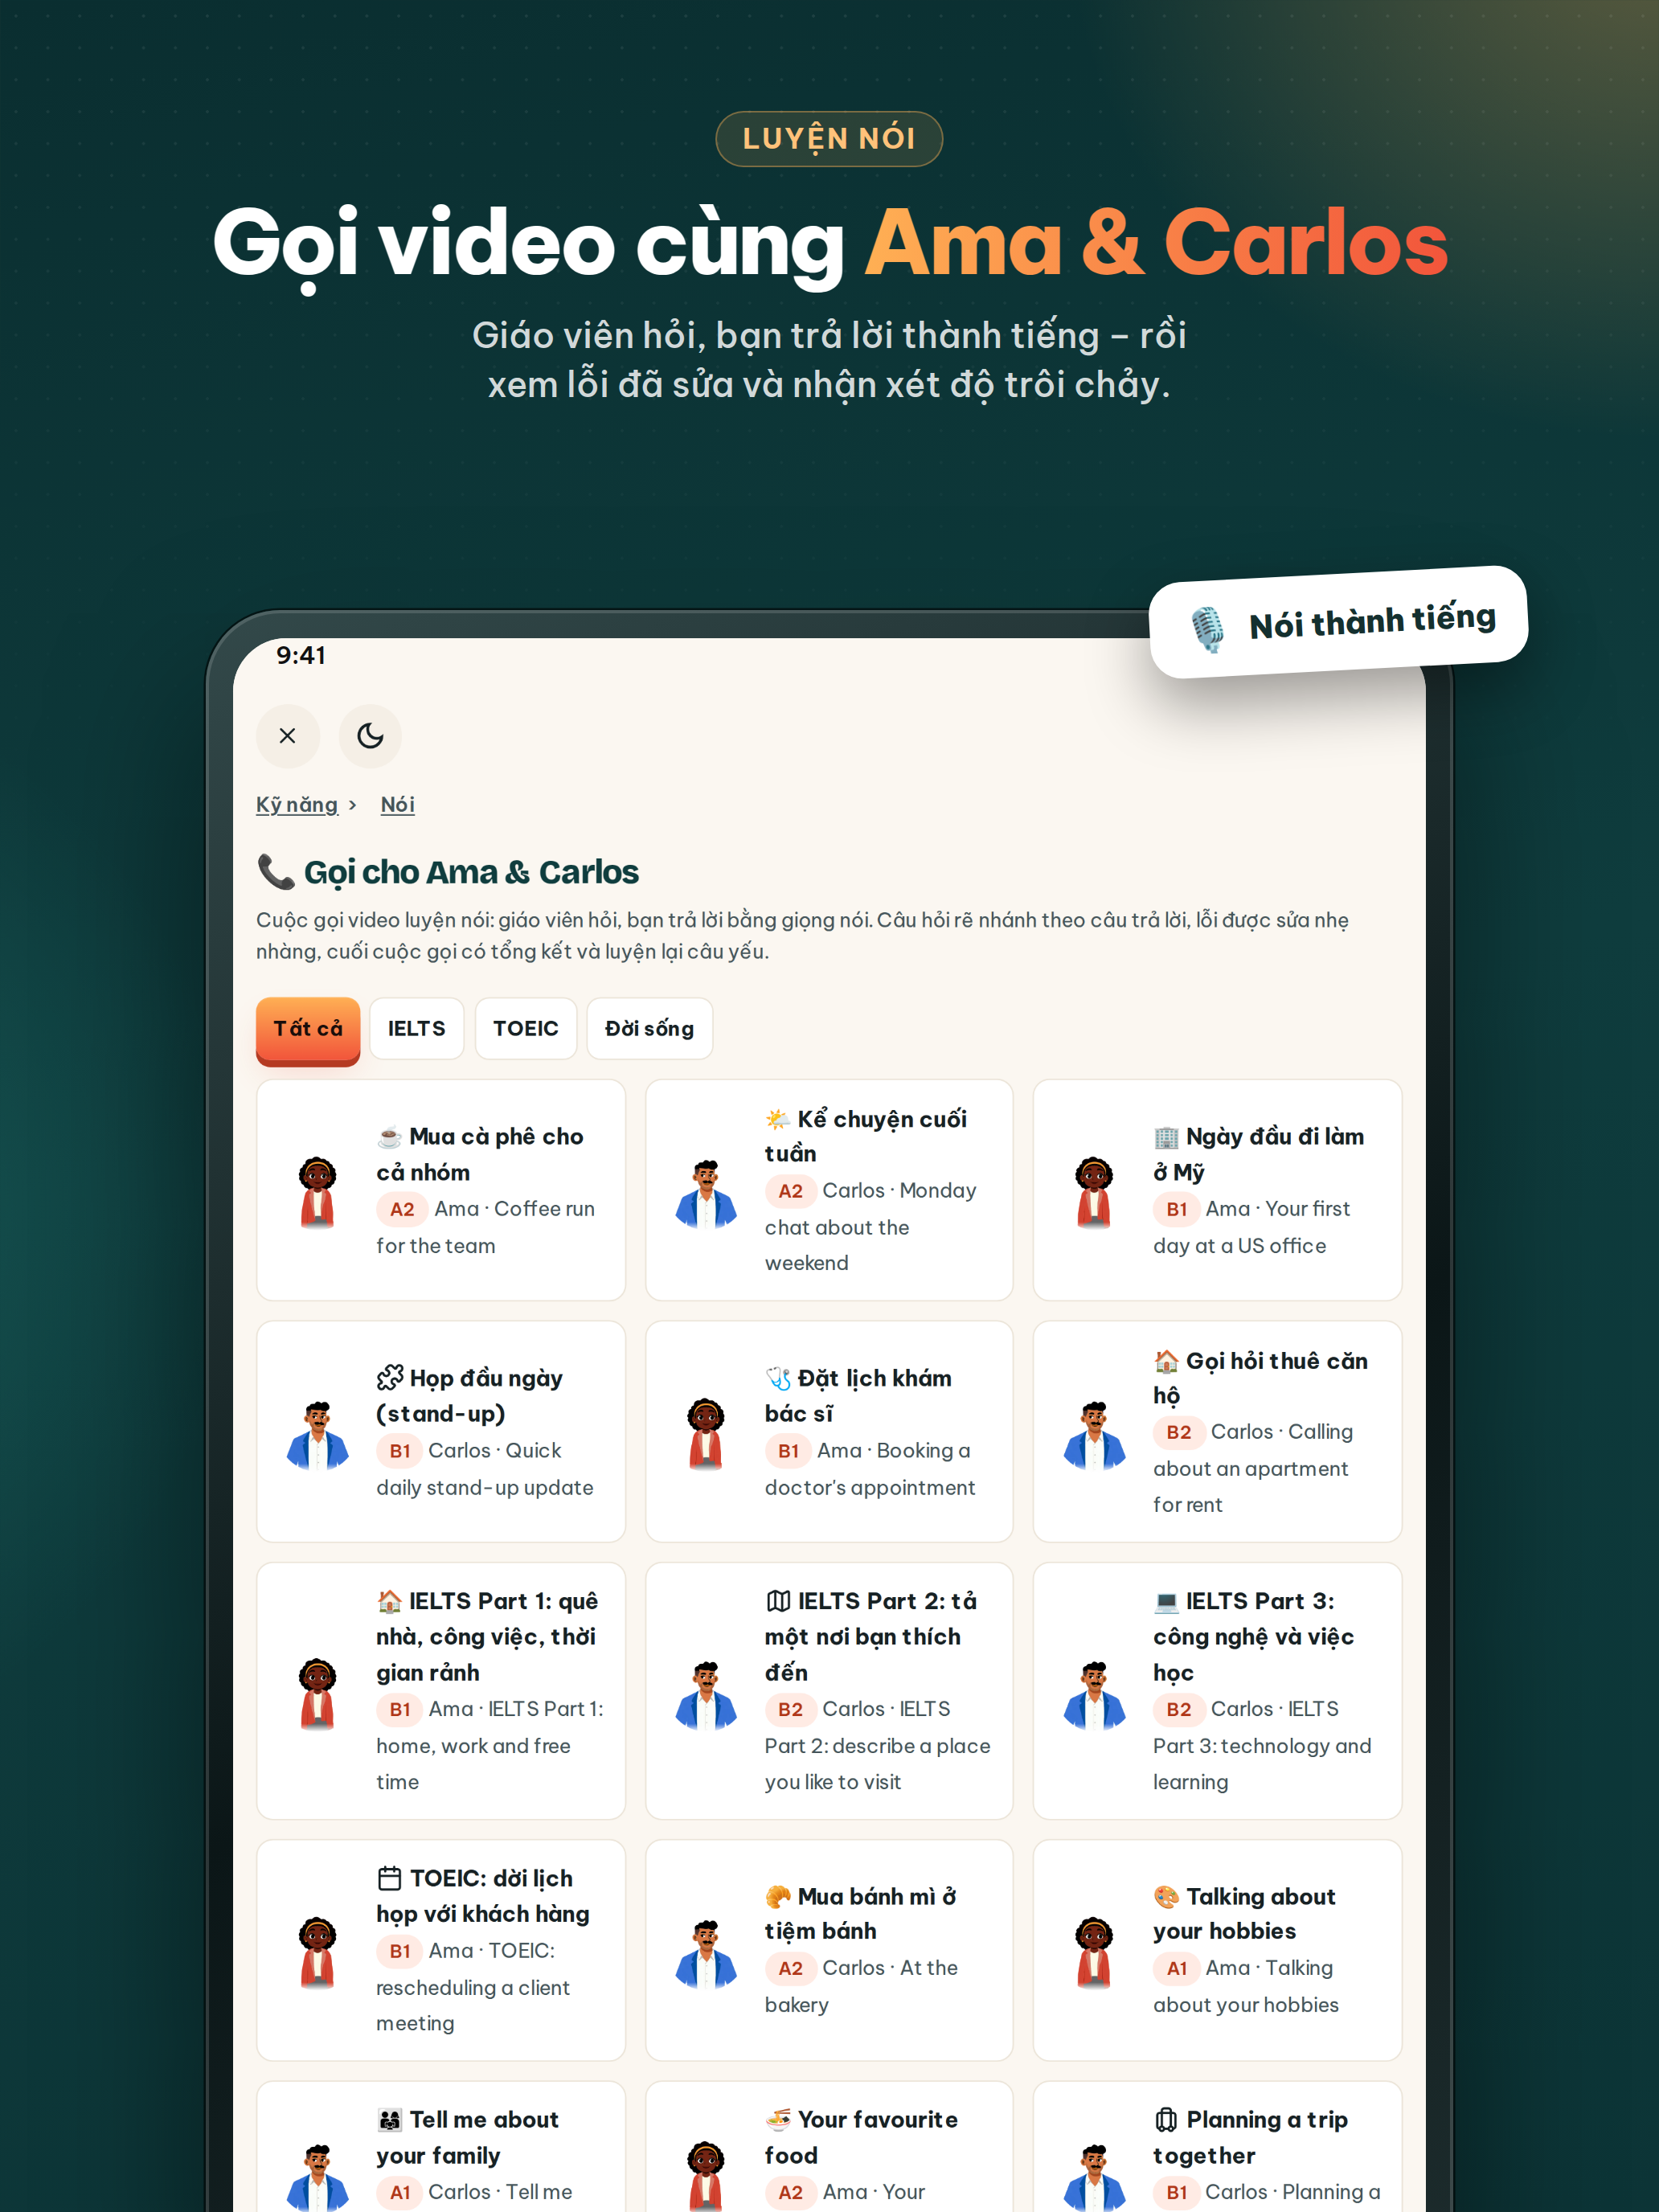 LUYỆN NÓI
Gọi video cùng Ama & Carlos
Giáo viên hỏi, bạn trả lời thành tiếng – rồi
xem lỗi đã sửa và nhận xét độ trôi chảy.
Nói thành tiếng
9:41
Kỹ năng › Nói
Gọi cho Ama & Carlos
Cuộc gọi video luyện nói: giáo viên hỏi, bạn trả lời bằng giọng nói. Câu hỏi rẽ nhánh theo câu trả lời, lỗi được sửa nhẹ
nhàng, cuối cuộc gọi có tổng kết và luyện lại câu yếu.
Tất cả IELTS TOEIC Đời sống
Mua cà phê cho
cả nhóm
A2 Ama · Coffee run
for the team
Kể chuyện cuối
tuần
A2 Carlos · Monday
chat about the
weekend
Ngày đầu đi làm
ở Mỹ
B1 Ama · Your first
day at a US office
Họp đầu ngày
(stand-up)
B1 Carlos · Quick
daily stand-up update
Đặt lịch khám
bác sĩ
B1 Ama · Booking a
doctor's appointment
Gọi hỏi thuê căn
hộ
B2 Carlos · Calling
about an apartment
for rent
IELTS Part 1: quê
nhà, công việc, thời
gian rảnh
B1 Ama · IELTS Part 1:
home, work and free
time
IELTS Part 2: tả
một nơi bạn thích
đến
B2 Carlos · IELTS
Part 2: describe a place
you like to visit
IELTS Part 3:
công nghệ và việc
học
B2 Carlos · IELTS
Part 3: technology and
learning
TOEIC: dời lịch
họp với khách hàng
B1 Ama · TOEIC:
rescheduling a client
meeting
Mua bánh mì ở
tiệm bánh
A2 Carlos · At the
bakery
Talking about
your hobbies
A1 Ama · Talking
about your hobbies
Tell me about
your family
A1 Carlos · Tell me
Your favourite
food
A2 Ama · Your
Planning a trip
together
B1 Carlos · Planning a